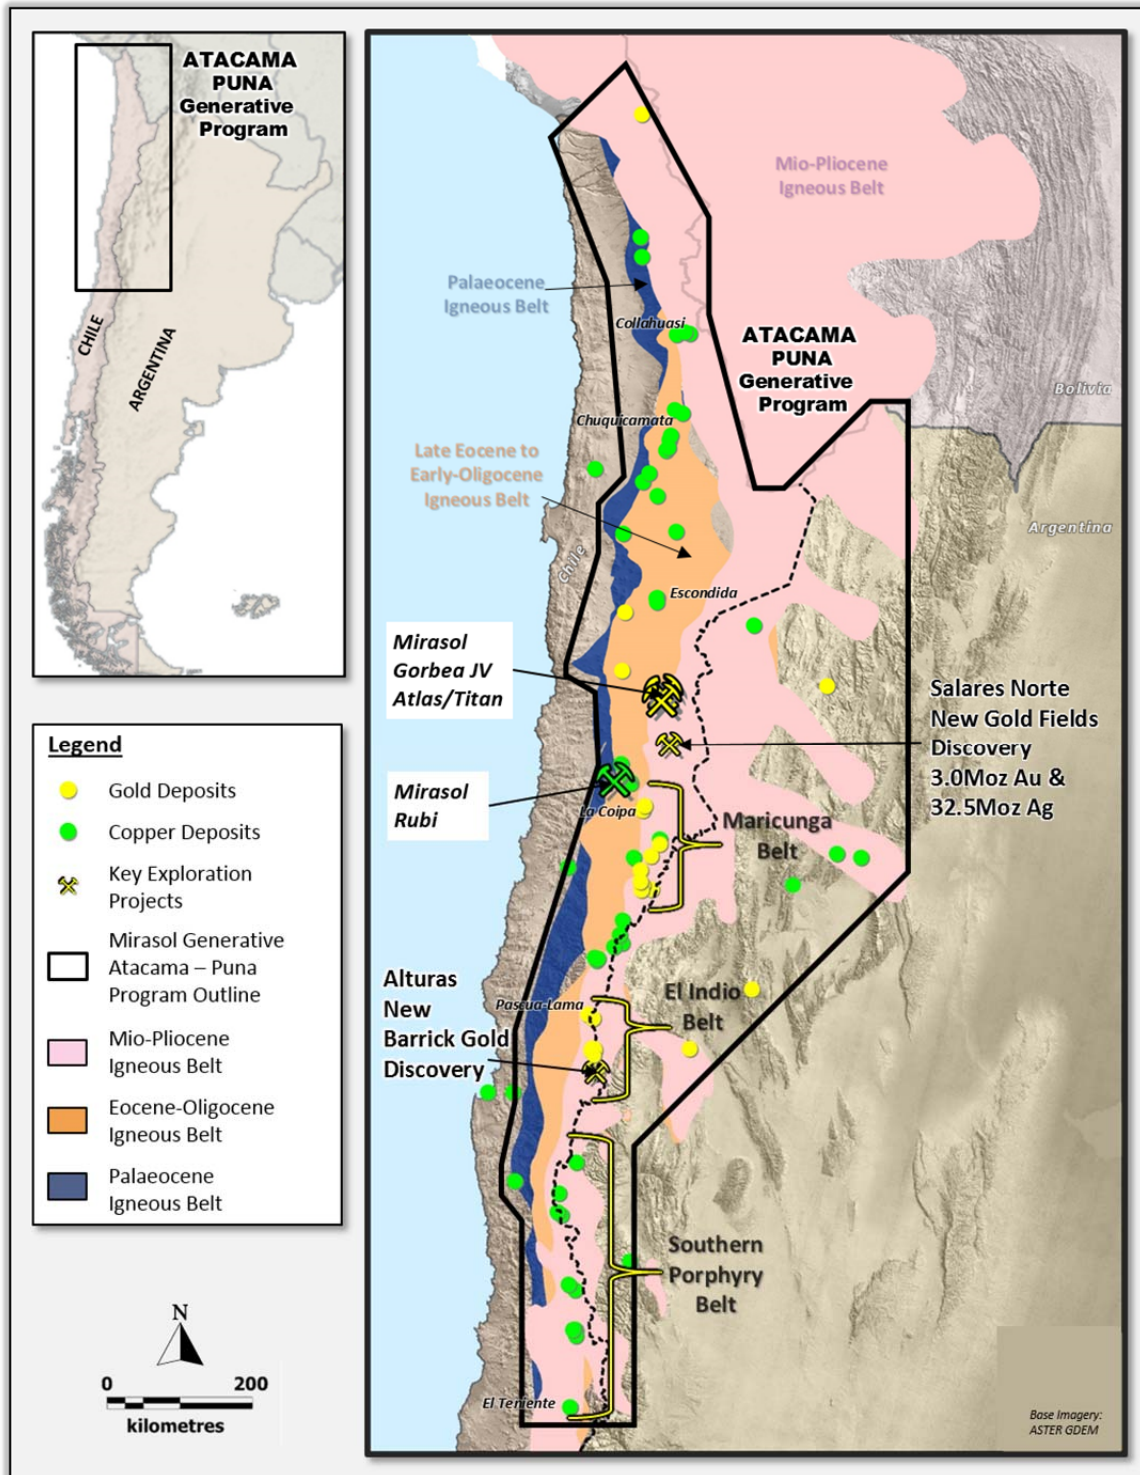 ATACAMA
PUNA
Generative
Program
CHILE
ARGENTINA
Legend
Gold Deposits
Copper Deposits
Key Exploration
Projects
Mirasol Generative
Atacama – Puna
Program Outline
Mio-Pliocene
Igneous Belt
Eocene-Oligocene
Igneous Belt
Palaeocene
Igneous Belt
N
0
200
kilometres
Mio-Pliocene
Igneous Belt
Palaeocene
Igneous Belt
Collahuasi
ATACAMA
PUNA
Generative
Program
Bolivia
Chuquicamata
Late Eocene to
Early-Oligocene
Igneous Belt
Argentina
Chile
Escondida
Mirasol
Gorbea JV
Atlas/Titan
Salares Norte
New Gold Fields
Discovery
3.0Moz Au &
32.5Moz Ag
Mirasol
Rubi
La Coipa
Maricunga
Belt
Alturas
New
Barrick Gold
Discovery
Pascua-Lama
El Indio
Belt
Southern
Porphyry
Belt
El Teniente
Base Imagery:
ASTER GDEM